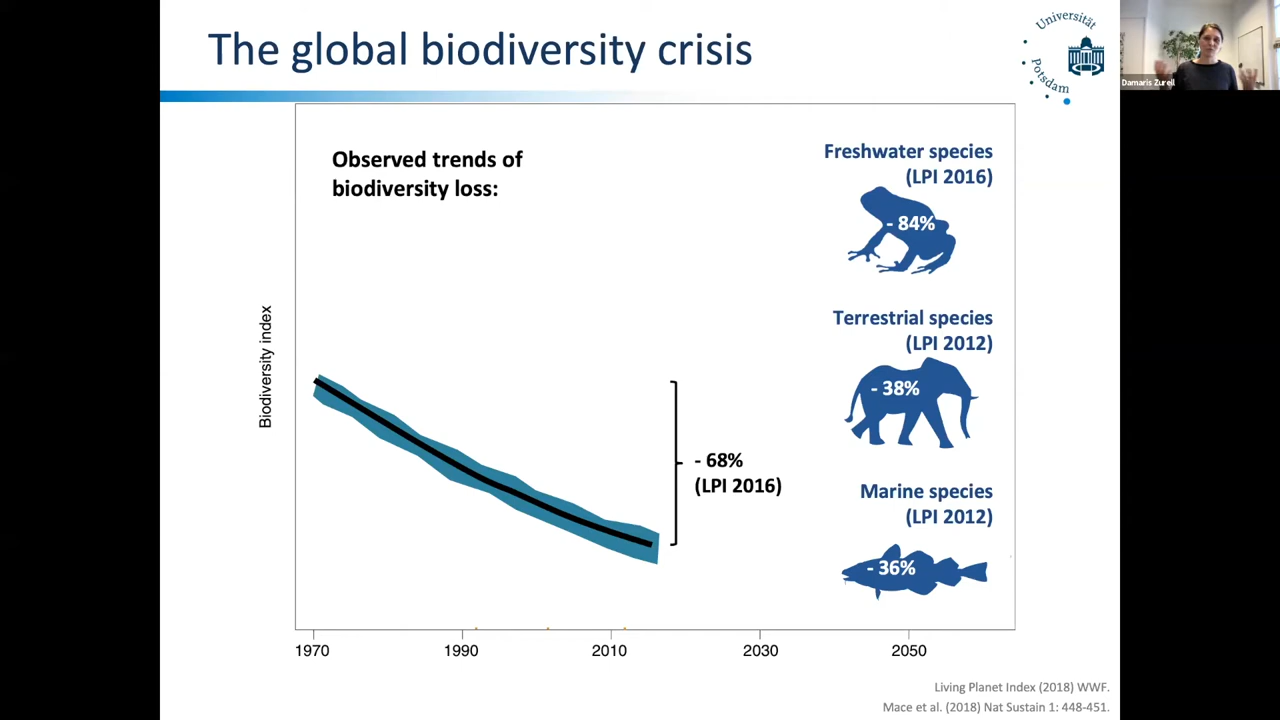 The global biodiversity crisis
Universität
Potsdam
Damaris Zurell
Observed trends of
biodiversity loss:
Freshwater species
(LPI 2016)
- 84%
Terrestrial species
(LPI 2012)
- 38%
Biodiversity index
- 68%
(LPI 2016)
Marine species
(LPI 2012)
- 36%
1970
1990
2010
2030
2050
Living Planet Index (2018) WWF.
Mace et al. (2018) Nat Sustain 1: 448-451.